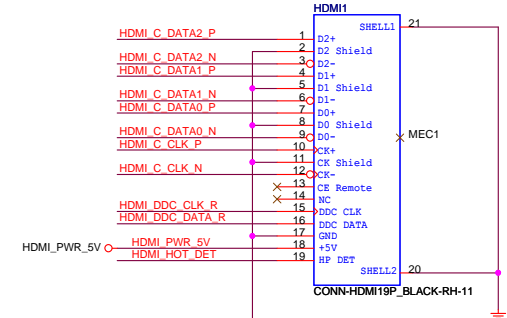 HDMI1
SHELL1 21
HDMI_C_DATA2_P 1 D2+
2 D2 Shield
HDMI_C_DATA2_N 3 D2-
HDMI_C_DATA1_P 4 D1+
5 D1 Shield
HDMI_C_DATA1_N 6 D1-
HDMI_C_DATA0_P 7 D0+
8 D0 Shield
HDMI_C_DATA0_N 9 D0- MEC1
HDMI_C_CLK_P 10 CK+
11 CK Shield
HDMI_C_CLK_N 12 CK-
13 CE Remote
14 NC
HDMI_DDC_CLK_R 15 DDC CLK
HDMI_DDC_DATA_R 16 DDC DATA
17 GND
HDMI_PWR_5V HDMI_PWR_5V 18 +5V
HDMI_HOT_DET 19 HP DET
SHELL2 20
CONN-HDMI19P_BLACK-RH-11